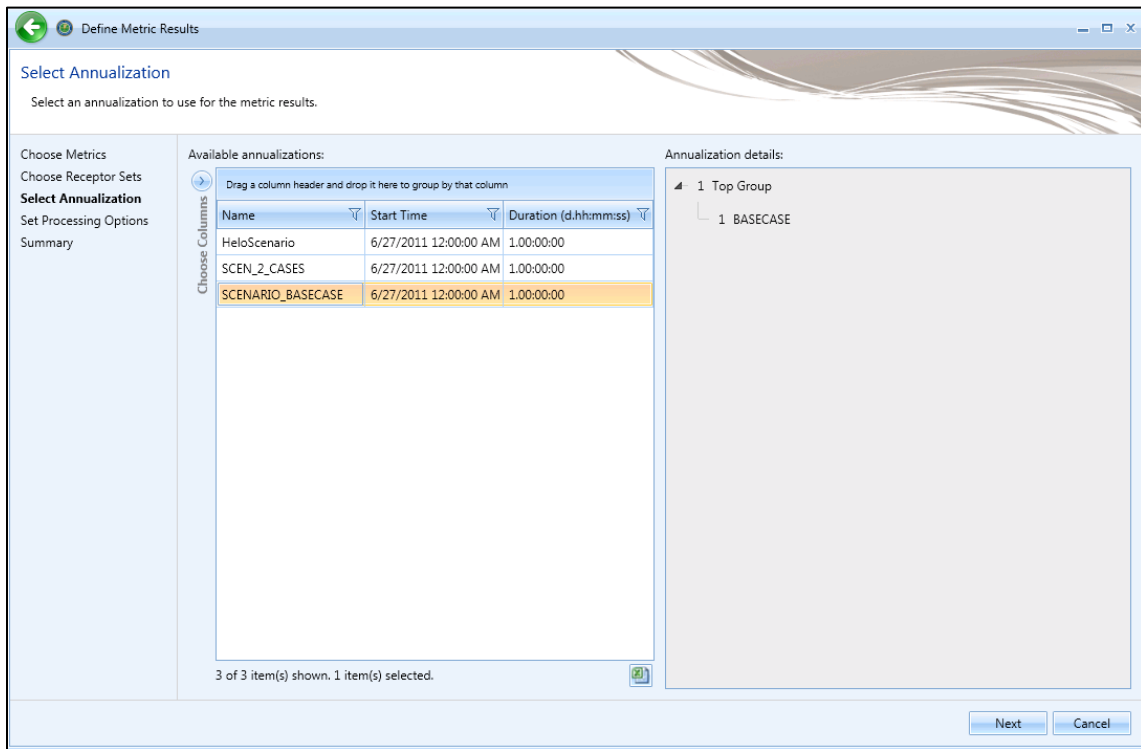 Define Metric Results
Select Annualization
Select an annualization to use for the metric results.
Choose Metrics
Choose Receptor Sets
Select Annualization
Set Processing Options
Summary
Available annualizations:
Choose Columns
Drag a column header and drop it here to group by that column
Name Start Time Duration (d.hh:mm:ss)
HeloScenario 6/27/2011 12:00:00 AM 1.00:00:00
SCEN_2_CASES 6/27/2011 12:00:00 AM 1.00:00:00
SCENARIO_BASECASE 6/27/2011 12:00:00 AM 1.00:00:00
3 of 3 item(s) shown. 1 item(s) selected.
Annualization details:
1 Top Group
1 BASECASE
Next Cancel